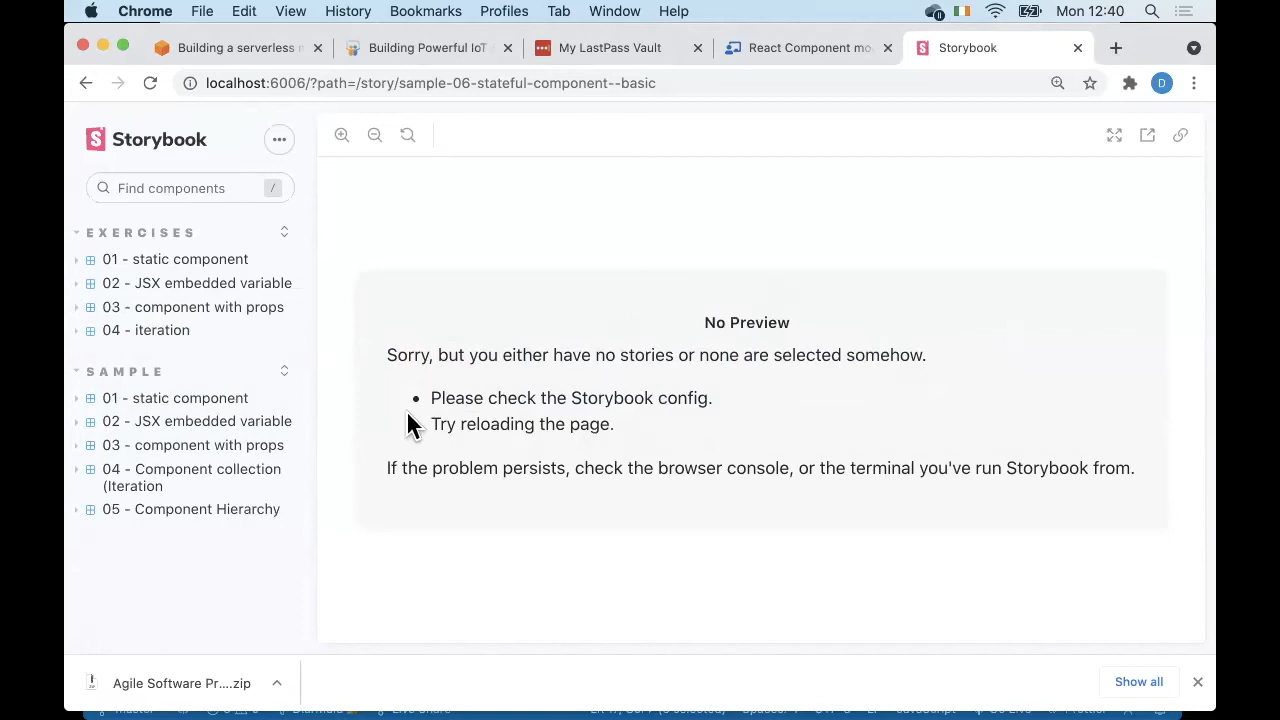 Chrome File Edit View History Bookmarks Profiles Tab Window Help Mon 12:40
Building a serverless Building Powerful IoT My LastPass Vault React Component mo Storybook
localhost:6006/?path=/story/sample-06-stateful-component--basic
Storybook
Find components /
EXERCISES
01 - static component
02 - JSX embedded variable
03 - component with props
04 - iteration
SAMPLE
01 - static component
02 - JSX embedded variable
03 - component with props
04 - Component collection
(Iteration
05 - Component Hierarchy
No Preview
Sorry, but you either have no stories or none are selected somehow.
• Please check the Storybook config.
Try reloading the page.
If the problem persists, check the browser console, or the terminal you've run Storybook from.
Agile Software Pr....zip
Show all